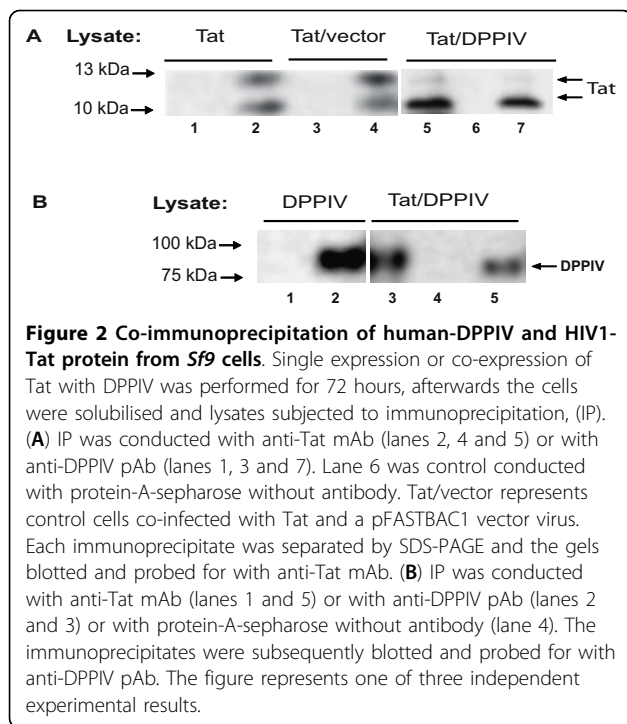 A Lysate: Tat Tat/vector Tat/DPPIV
13 kDa
Tat
10 kDa
1 2 3 4 5 6 7
B Lysate: DPPIV Tat/DPPIV
100 kDa
DPPIV
75 kDa
1 2 3 4 5
Figure 2 Co-immunoprecipitation of human-DPPIV and HIV1-
Tat protein from Sf9 cells. Single expression or co-expression of
Tat with DPPIV was performed for 72 hours, afterwards the cells
were solubilised and lysates subjected to immunoprecipitation, (IP).
(A) IP was conducted with anti-Tat mAb (lanes 2, 4 and 5) or with
anti-DPPIV pAb (lanes 1, 3 and 7). Lane 6 was control conducted
with protein-A-sepharose without antibody. Tat/vector represents
control cells co-infected with Tat and a pFASTBAC1 vector virus.
Each immunoprecipitate was separated by SDS-PAGE and the gels
blotted and probed for with anti-Tat mAb. (B) IP was conducted
with anti-Tat mAb (lanes 1 and 5) or with anti-DPPIV pAb (lanes 2
and 3) or with protein-A-sepharose without antibody (lane 4). The
immunoprecipitates were subsequently blotted and probed for with
anti-DPPIV pAb. The figure represents one of three independent
experimental results.